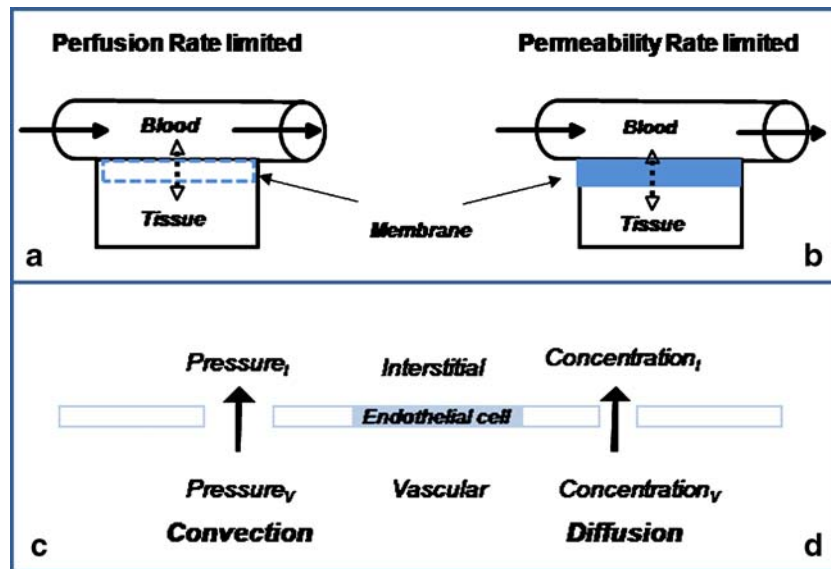 Perfusion Rate limited
Permeability Rate limited
Blood
Blood
Tissue
Membrane
Tissue
a
b
Pressure_I
Interstitial
Concentration_I
Endothelial cell
Pressure_V
Vascular
Concentration_V
Convection
Diffusion
c
d